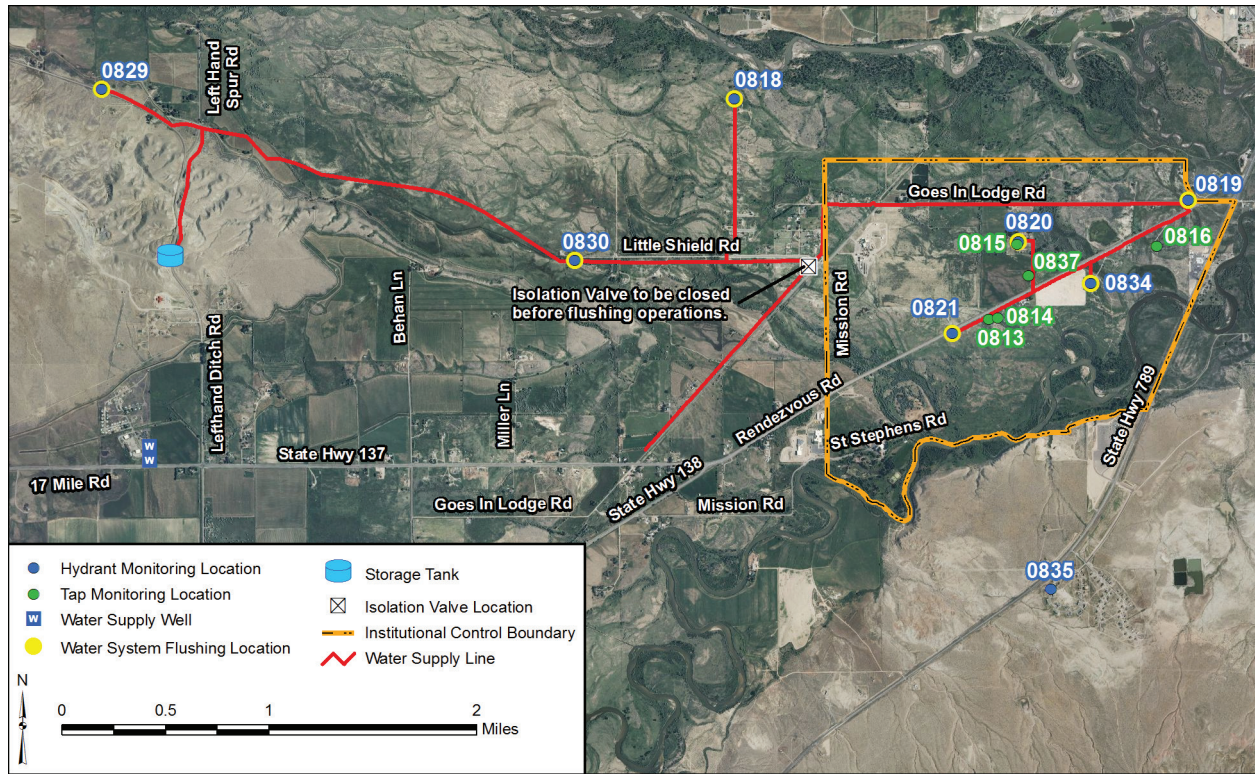 0829
Left Hand
Spur Rd
0818
Goes In Lodge Rd
0819
0820
0815
0816
0830
Little Shield Rd
0837
0834
Isolation Valve to be closed
before flushing operations.
Behan Ln
Mission Rd
0821
0814
0813
Lefthand Ditch Rd
Miller Ln
Rendezvous Rd
St Stephens Rd
State Hwy 789
W
W
State Hwy 137
17 Mile Rd
Goes In Lodge Rd
State Hwy 138
Mission Rd
0835
Hydrant Monitoring Location
Tap Monitoring Location
W
Water Supply Well
Water System Flushing Location
Storage Tank
Isolation Valve Location
Institutional Control Boundary
Water Supply Line
N
0
0.5
1
2
Miles